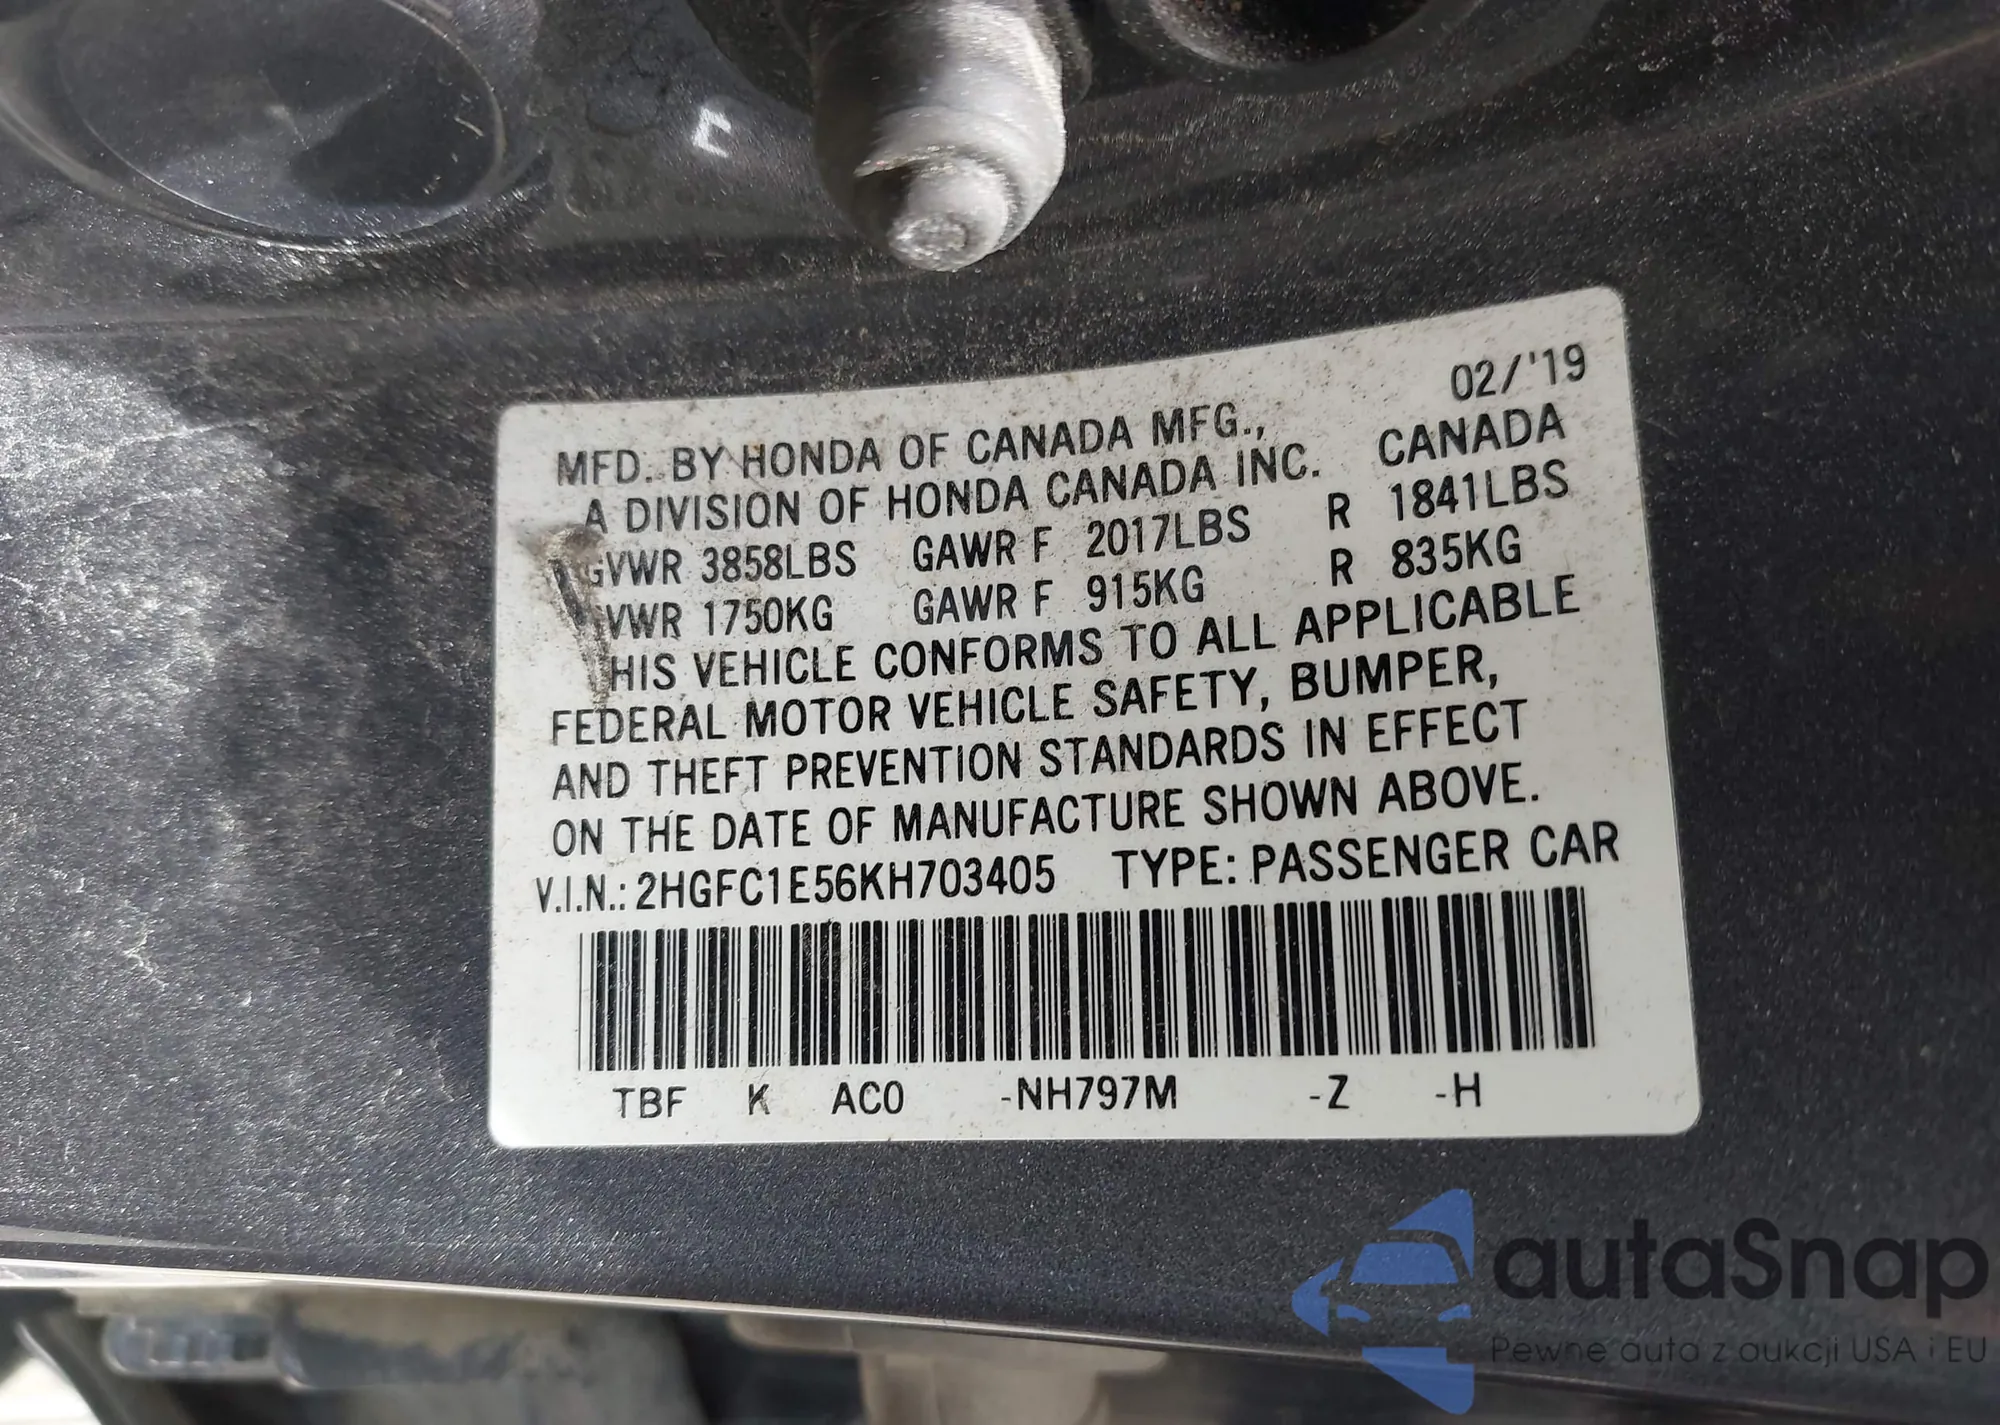 C
02/'19
MFD. BY HONDA OF CANADA MFG.,
A DIVISION OF HONDA CANADA INC. CANADA
GVWR 3858LBS GAWR F 2017LBS R 1841LBS
VWR 1750KG GAWR F 915KG R 835KG
HIS VEHICLE CONFORMS TO ALL APPLICABLE
FEDERAL MOTOR VEHICLE SAFETY, BUMPER,
AND THEFT PREVENTION STANDARDS IN EFFECT
ON THE DATE OF MANUFACTURE SHOWN ABOVE.
V.I.N.: 2HGFC1E56KH703405 TYPE: PASSENGER CAR
TBF K AC0 -NH797M -Z -H
autaSnap
Pewne auta z aukcji USA i EU